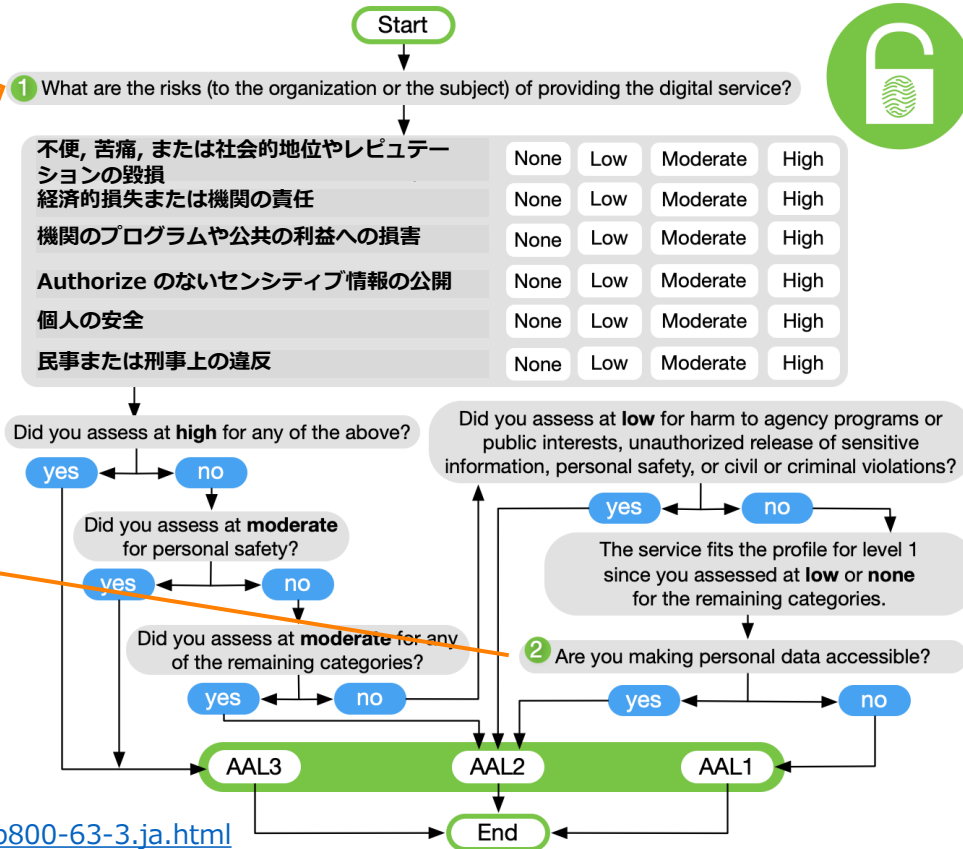 Start
1 What are the risks (to the organization or the subject) of providing the digital service?
不便, 苦痛, または社会的地位やレピュテー
ションの毀損
None Low Moderate High
経済的損失または機関の責任
None Low Moderate High
機関のプログラムや公共の利益への損害
None Low Moderate High
Authorize のないセンシティブ情報の公開
None Low Moderate High
個人の安全
None Low Moderate High
民事または刑事上の違反
None Low Moderate High
Did you assess at high for any of the above?
yes no
Did you assess at moderate
for personal safety?
yes no
Did you assess at moderate for any
of the remaining categories?
yes no
Did you assess at low for harm to agency programs or
public interests, unauthorized release of sensitive
information, personal safety, or civil or criminal violations?
yes no
The service fits the profile for level 1
since you assessed at low or none
for the remaining categories.
2 Are you making personal data accessible?
yes no
AAL3 AAL2 AAL1
End
800-63-3.ja.html